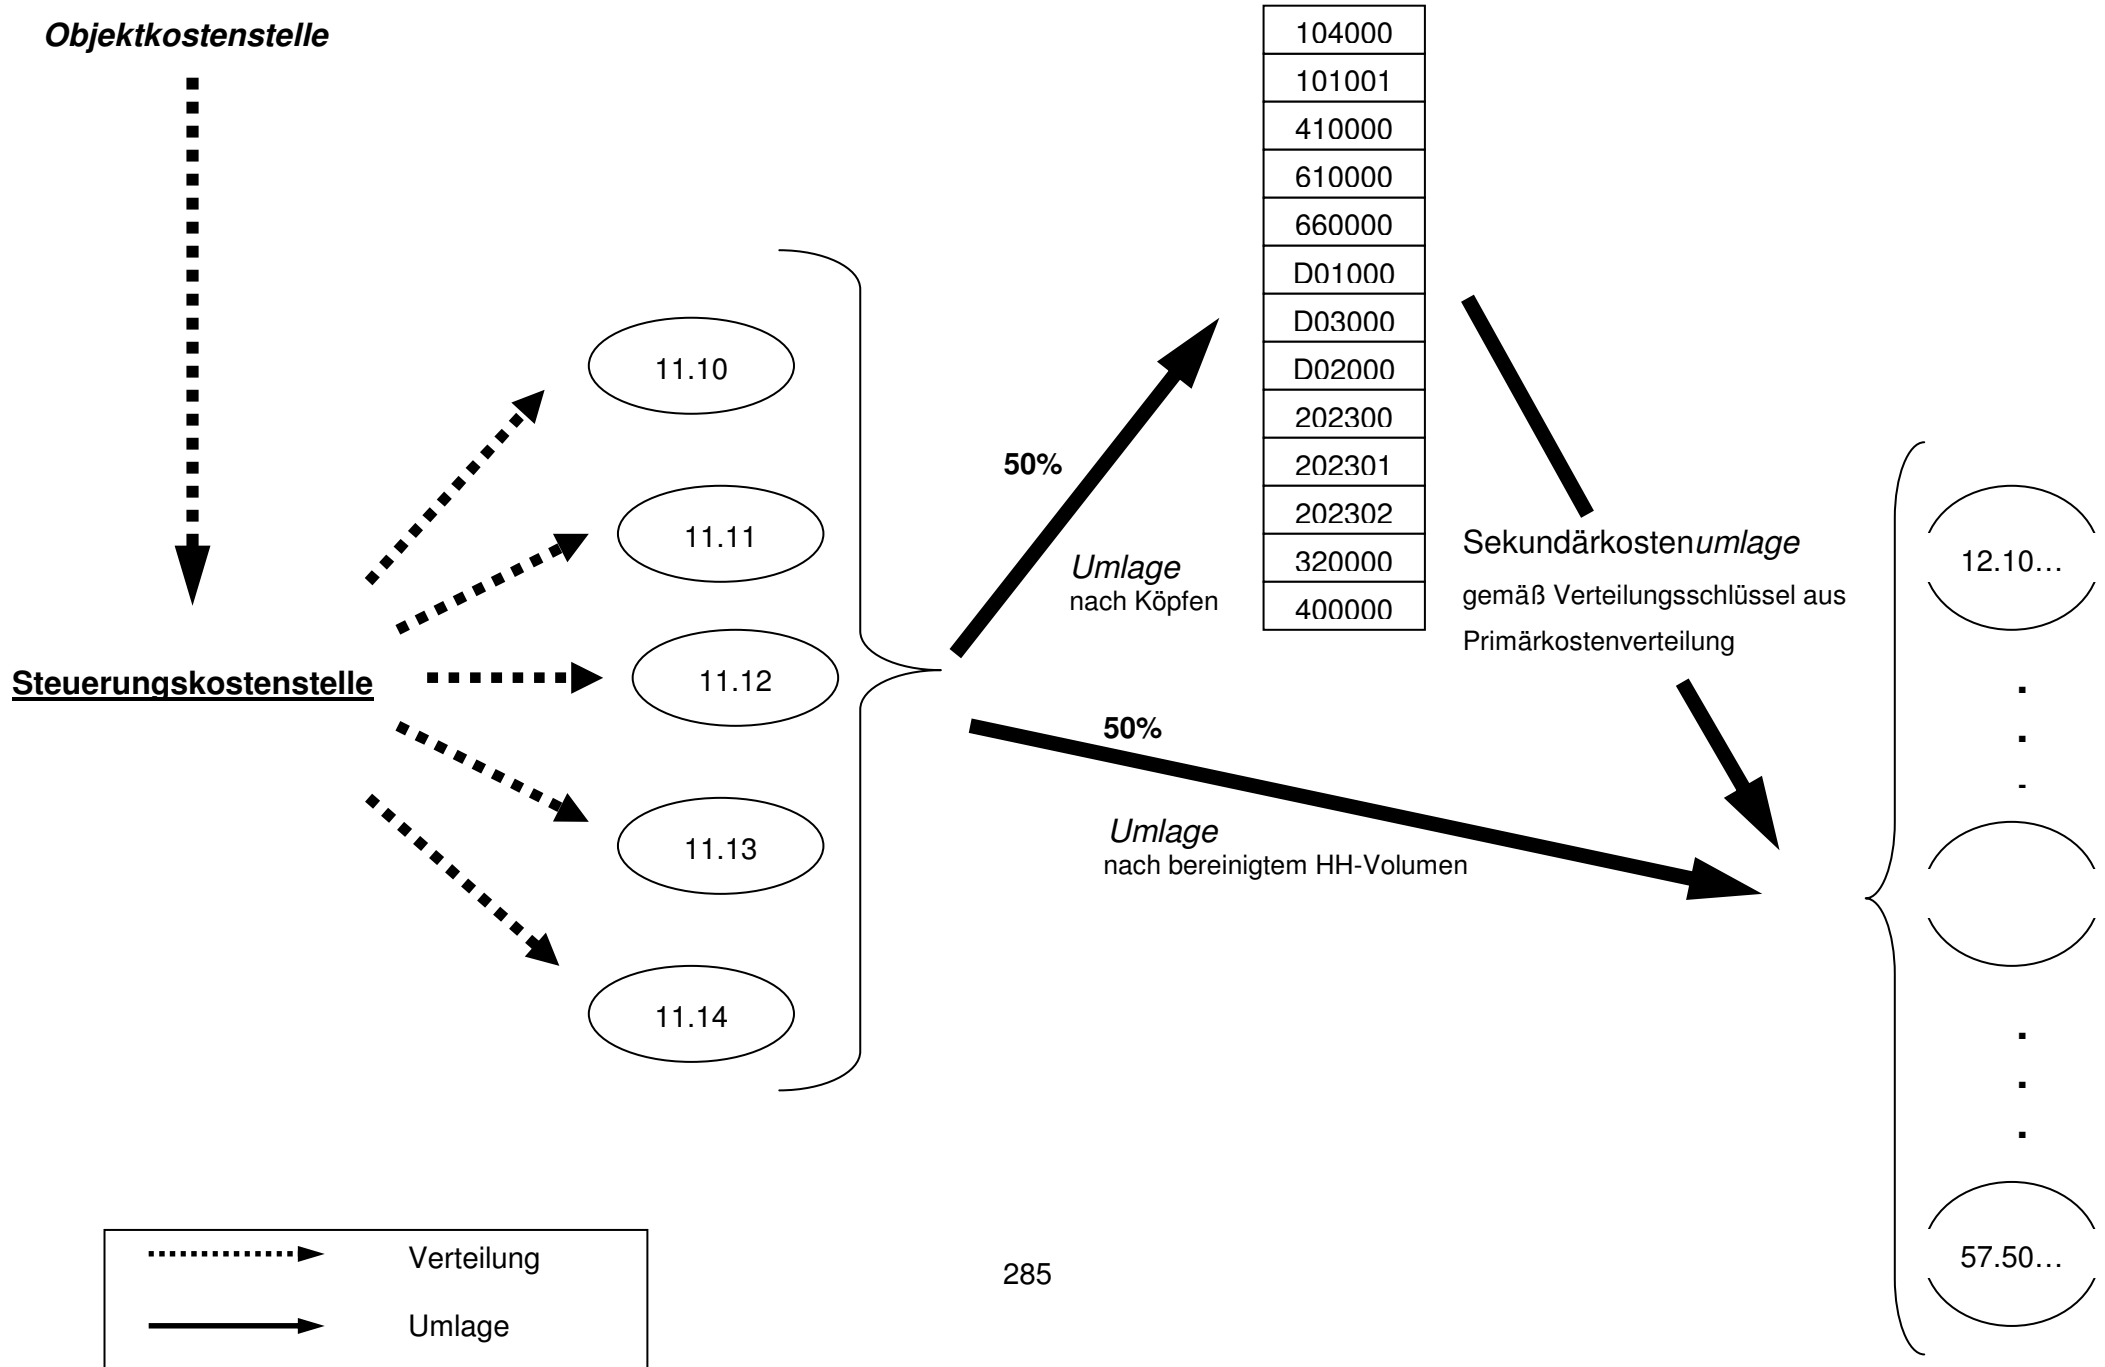 Objektkostenstelle
Steuerungskostenstelle
11.10
11.11
11.12
11.13
11.14
50%
Umlage
nach Köpfen
50%
Umlage
nach bereinigtem HH-Volumen
104000
101001
410000
610000
660000
D01000
D03000
D02000
202300
202301
202302
320000
400000
Sekundärkostenumlage
gemäß Verteilungsschlüssel aus
Primärkostenverteilung
12.10…
.
.
.
.
.
.
57.50…
Verteilung
Umlage
285